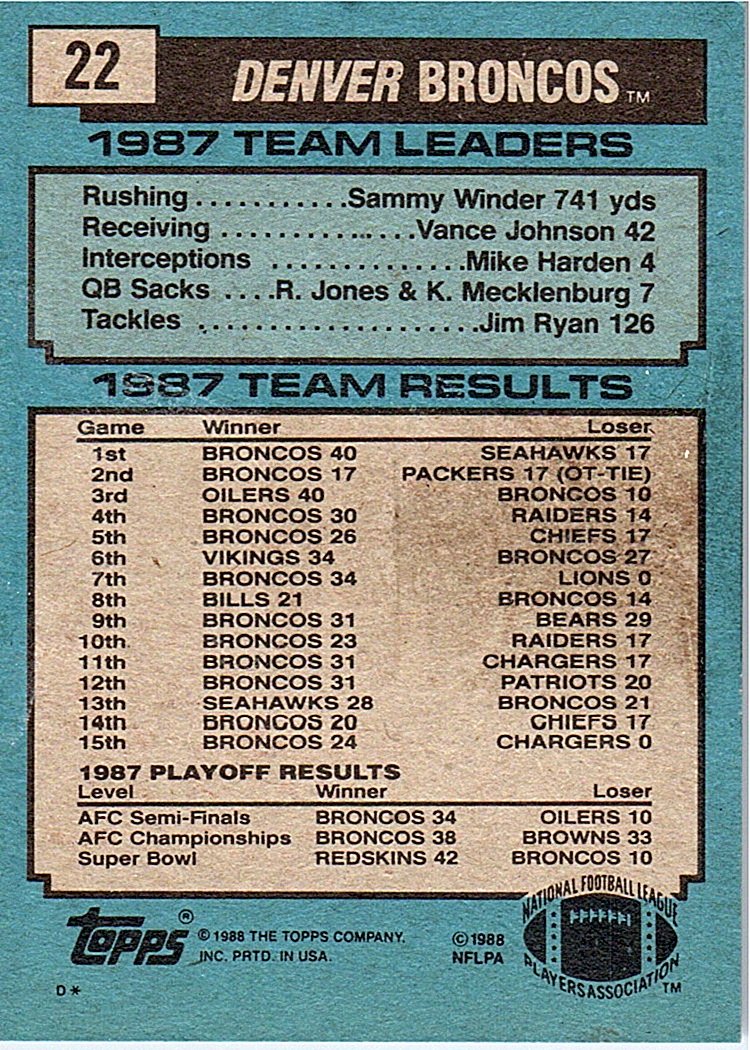 22
DENVER BRONCOS TM
1987 TEAM LEADERS
Rushing...........Sammy Winder 741 yds
Receiving ..............Vance Johnson 42
Interceptions ..............Mike Harden 4
QB Sacks ....R. Jones & K. Mecklenburg 7
Tackles ....................Jim Ryan 126
1987 TEAM RESULTS
Game Winner Loser
1st BRONCOS 40 SEAHAWKS 17
2nd BRONCOS 17 PACKERS 17 (OT-TIE)
3rd OILERS 40 BRONCOS 10
4th BRONCOS 30 RAIDERS 14
5th BRONCOS 26 CHIEFS 17
6th VIKINGS 34 BRONCOS 27
7th BRONCOS 34 LIONS 0
8th BILLS 21 BRONCOS 14
9th BRONCOS 31 BEARS 29
10th BRONCOS 23 RAIDERS 17
11th BRONCOS 31 CHARGERS 17
12th BRONCOS 31 PATRIOTS 20
13th SEAHAWKS 28 BRONCOS 21
14th BRONCOS 20 CHIEFS 17
15th BRONCOS 24 CHARGERS 0
1987 PLAYOFF RESULTS
Level Winner Loser
AFC Semi-Finals BRONCOS 34 OILERS 10
AFC Championships BRONCOS 38 BROWNS 33
Super Bowl REDSKINS 42 BRONCOS 10
TOPPS ® © 1988 THE TOPPS COMPANY,
INC. PRTD. IN USA.
© 1988
NFLPA
NATIONAL FOOTBALL LEAGUE
PLAYERS ASSOCIATION TM
D*